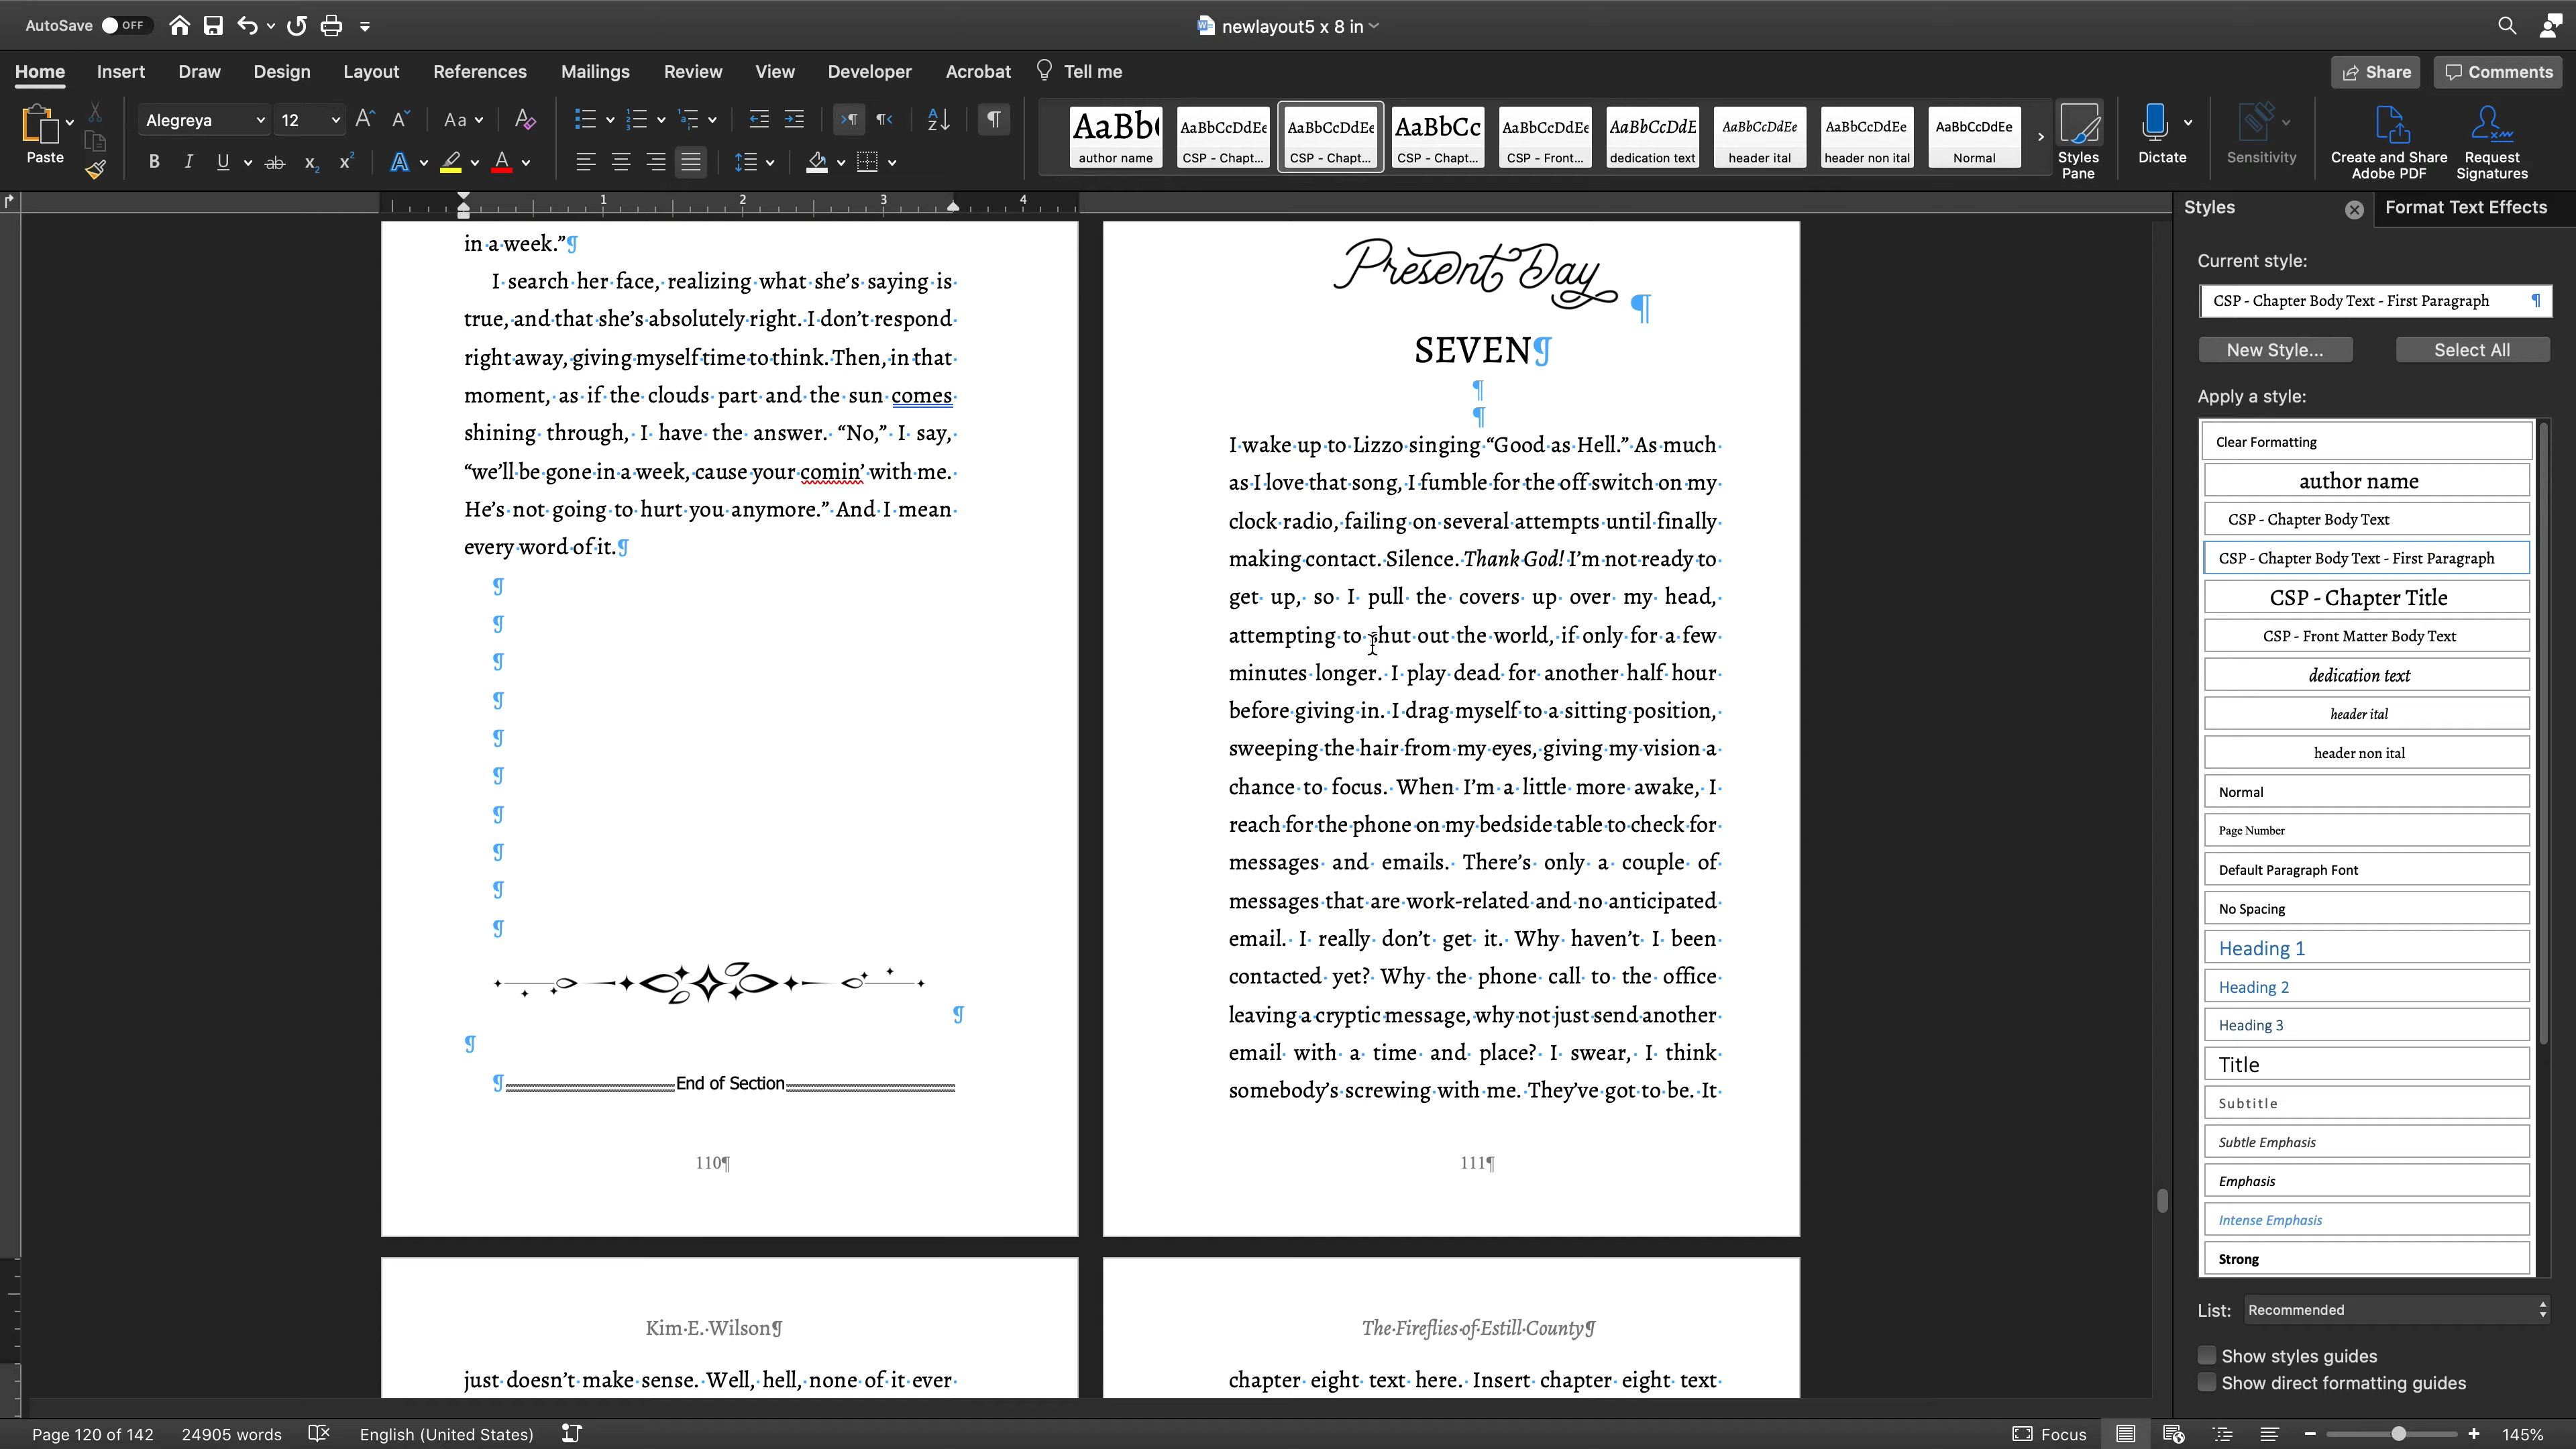 AutoSave OFF
newlayout5 x 8 in
Home Insert Draw Design Layout References Mailings Review View Developer Acrobat Tell me
Share Comments
Paste
Alegreya 12
Aa
AaBb( author name
AaBbCcDdEe CSP - Chapt...
AaBbCcDdEe CSP - Chapt...
AaBbCc CSP - Chapt...
AaBbCcDdEe CSP - Front...
AaBbCcDdE dedication text
AaBbCcDdEe header ital
AaBbCcDdEe header non ital
AaBbCcDdEe Normal
Styles Pane
Dictate
Sensitivity
Create and Share Adobe PDF
Request Signatures
1 2 3 4
in a week.”¶
I search her face, realizing what she’s saying is
true, and that she’s absolutely right. I don’t respond
right away, giving myself time to think. Then, in that
moment, as if the clouds part and the sun comes
shining through, I have the answer. “No,” I say,
“we’ll be gone in a week, cause your comin’ with me.
He’s not going to hurt you anymore.” And I mean
every word of it.¶
¶
¶
¶
¶
¶
¶
¶
¶
¶
¶
¶
¶
¶End of Section
110¶
Present Day¶
SEVEN¶
¶
¶
I wake up to Lizzo singing “Good as Hell.” As much
as I love that song, I fumble for the off switch on my
clock radio, failing on several attempts until finally
making contact. Silence. Thank God! I’m not ready to
get up, so I pull the covers up over my head,
attempting to shut out the world, if only for a few
minutes longer. I play dead for another half hour
before giving in. I drag myself to a sitting position,
sweeping the hair from my eyes, giving my vision a
chance to focus. When I’m a little more awake, I
reach for the phone on my bedside table to check for
messages and emails. There’s only a couple of
messages that are work-related and no anticipated
email. I really don’t get it. Why haven’t I been
contacted yet? Why the phone call to the office
leaving a cryptic message, why not just send another
email with a time and place? I swear, I think
somebody’s screwing with me. They’ve got to be. It
111¶
Kim E. Wilson¶
just doesn’t make sense. Well, hell, none of it ever
The Fireflies of Estill County¶
chapter eight text here. Insert chapter eight text
Styles
Format Text Effects
Current style:
CSP - Chapter Body Text - First Paragraph ¶
New Style... Select All
Apply a style:
Clear Formatting
author name
CSP - Chapter Body Text
CSP - Chapter Body Text - First Paragraph
CSP - Chapter Title
CSP - Front Matter Body Text
dedication text
header ital
header non ital
Normal
Page Number
Default Paragraph Font
No Spacing
Heading 1
Heading 2
Heading 3
Title
Subtitle
Subtle Emphasis
Emphasis
Intense Emphasis
Strong
List: Recommended
Show styles guides
Show direct formatting guides
Page 120 of 142 24905 words English (United States)
Focus 145%